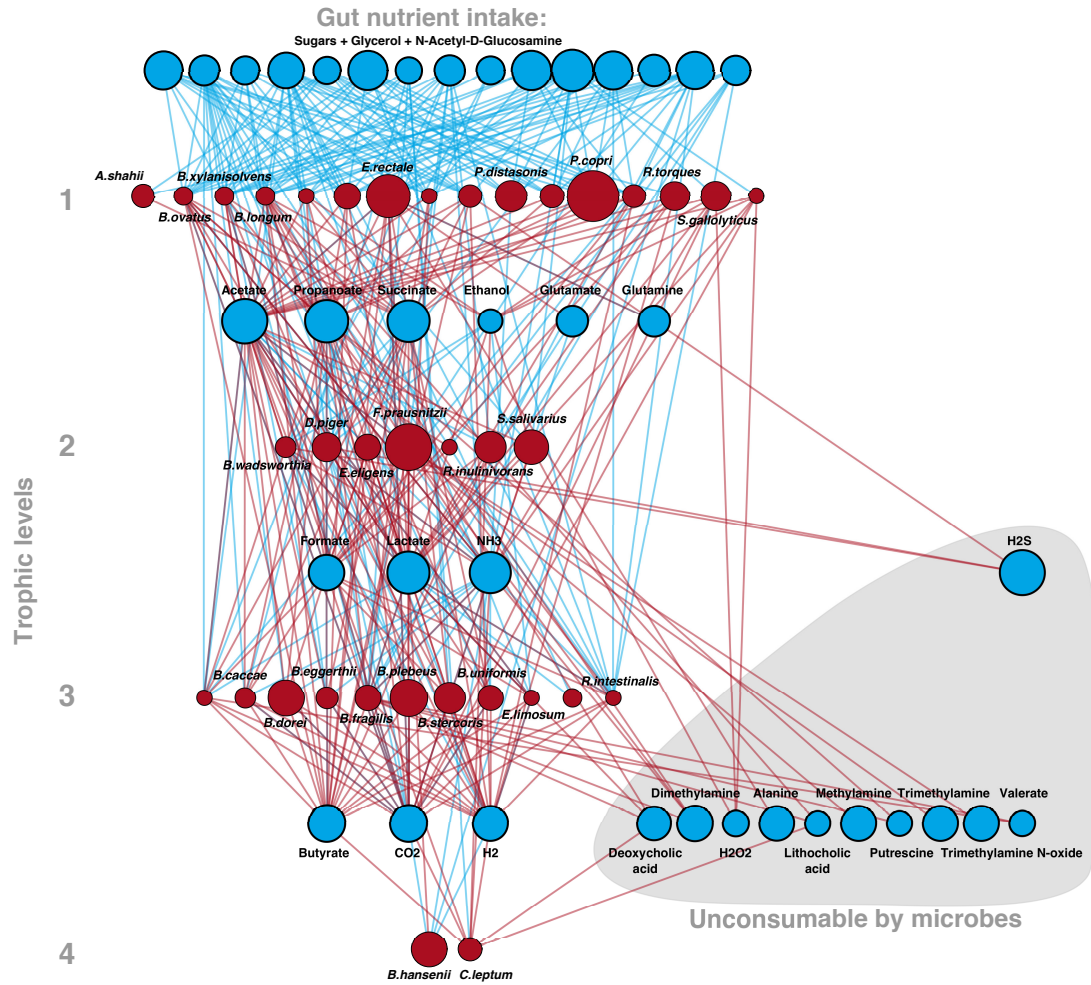 Gut nutrient intake:
Sugars + Glycerol + N-Acetyl-D-Glucosamine
Trophic levels
1
A.shahii
B.ovatus
B.xylanisolvens
B.longum
E.rectale
P.distasonis
P.copri
R.torques
S.gallolyticus
Acetate
Propanoate
Succinate
Ethanol
Glutamate
Glutamine
2
B.wadsworthia
D.piger
E.eligens
F.prausnitzii
R.inulinivorans
S.salivarius
Formate
Lactate
NH3
H2S
3
B.caccae
B.dorei
B.eggerthii
B.fragilis
B.plebeus
B.stercoris
B.uniformis
E.limosum
R.intestinalis
Butyrate
CO2
H2
Deoxycholic
acid
Dimethylamine
H2O2
Alanine
Lithocholic
acid
Methylamine
Putrescine
Trimethylamine
Trimethylamine N-oxide
Valerate
Unconsumable by microbes
4
B.hansenii
C.leptum